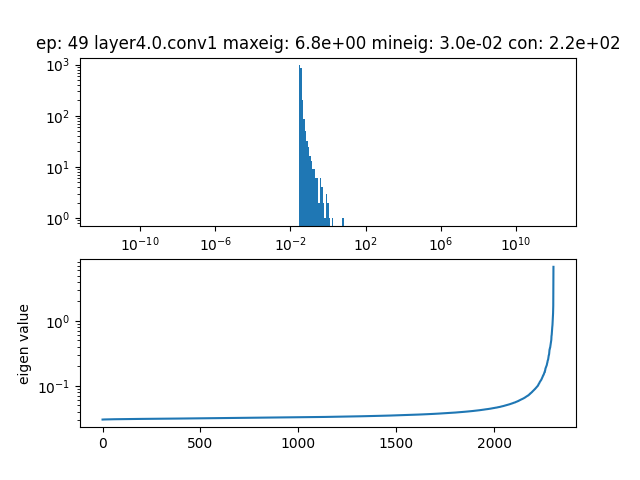 ep: 49 layer4.0.conv1 maxeig: 6.8e+00 mineig: 3.0e-02 con: 2.2e+02
10³
10²
10¹
10⁰
10⁻¹⁰ 10⁻⁶ 10⁻² 10² 10⁶ 10¹⁰
eigen value
10⁰
10⁻¹
0 500 1000 1500 2000